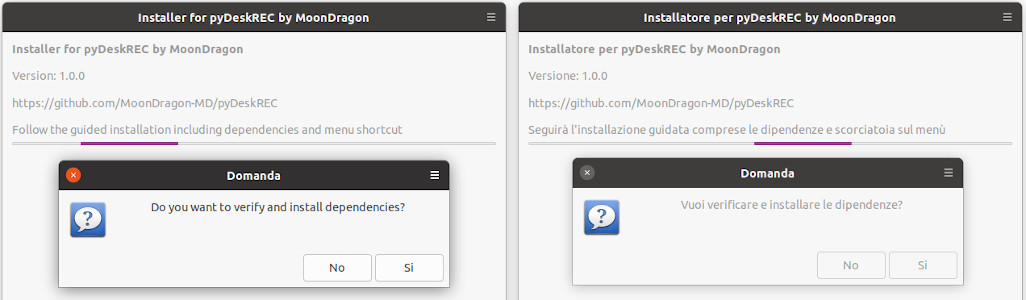 Installer for pyDeskREC by MoonDragon
Installer for pyDeskREC by MoonDragon
Version: 1.0.0
https://github.com/MoonDragon-MD/pyDeskREC
Follow the guided installation including dependencies and menu shortcut
Domanda
Do you want to verify and install dependencies?
No
Si
Installatore per pyDeskREC by MoonDragon
Installatore per pyDeskREC by MoonDragon
Versione: 1.0.0
https://github.com/MoonDragon-MD/pyDeskREC
Seguirà l'installazione guidata comprese le dipendenze e scorciatoia sul menù
Domanda
Vuoi verificare e installare le dipendenze?
No
Si